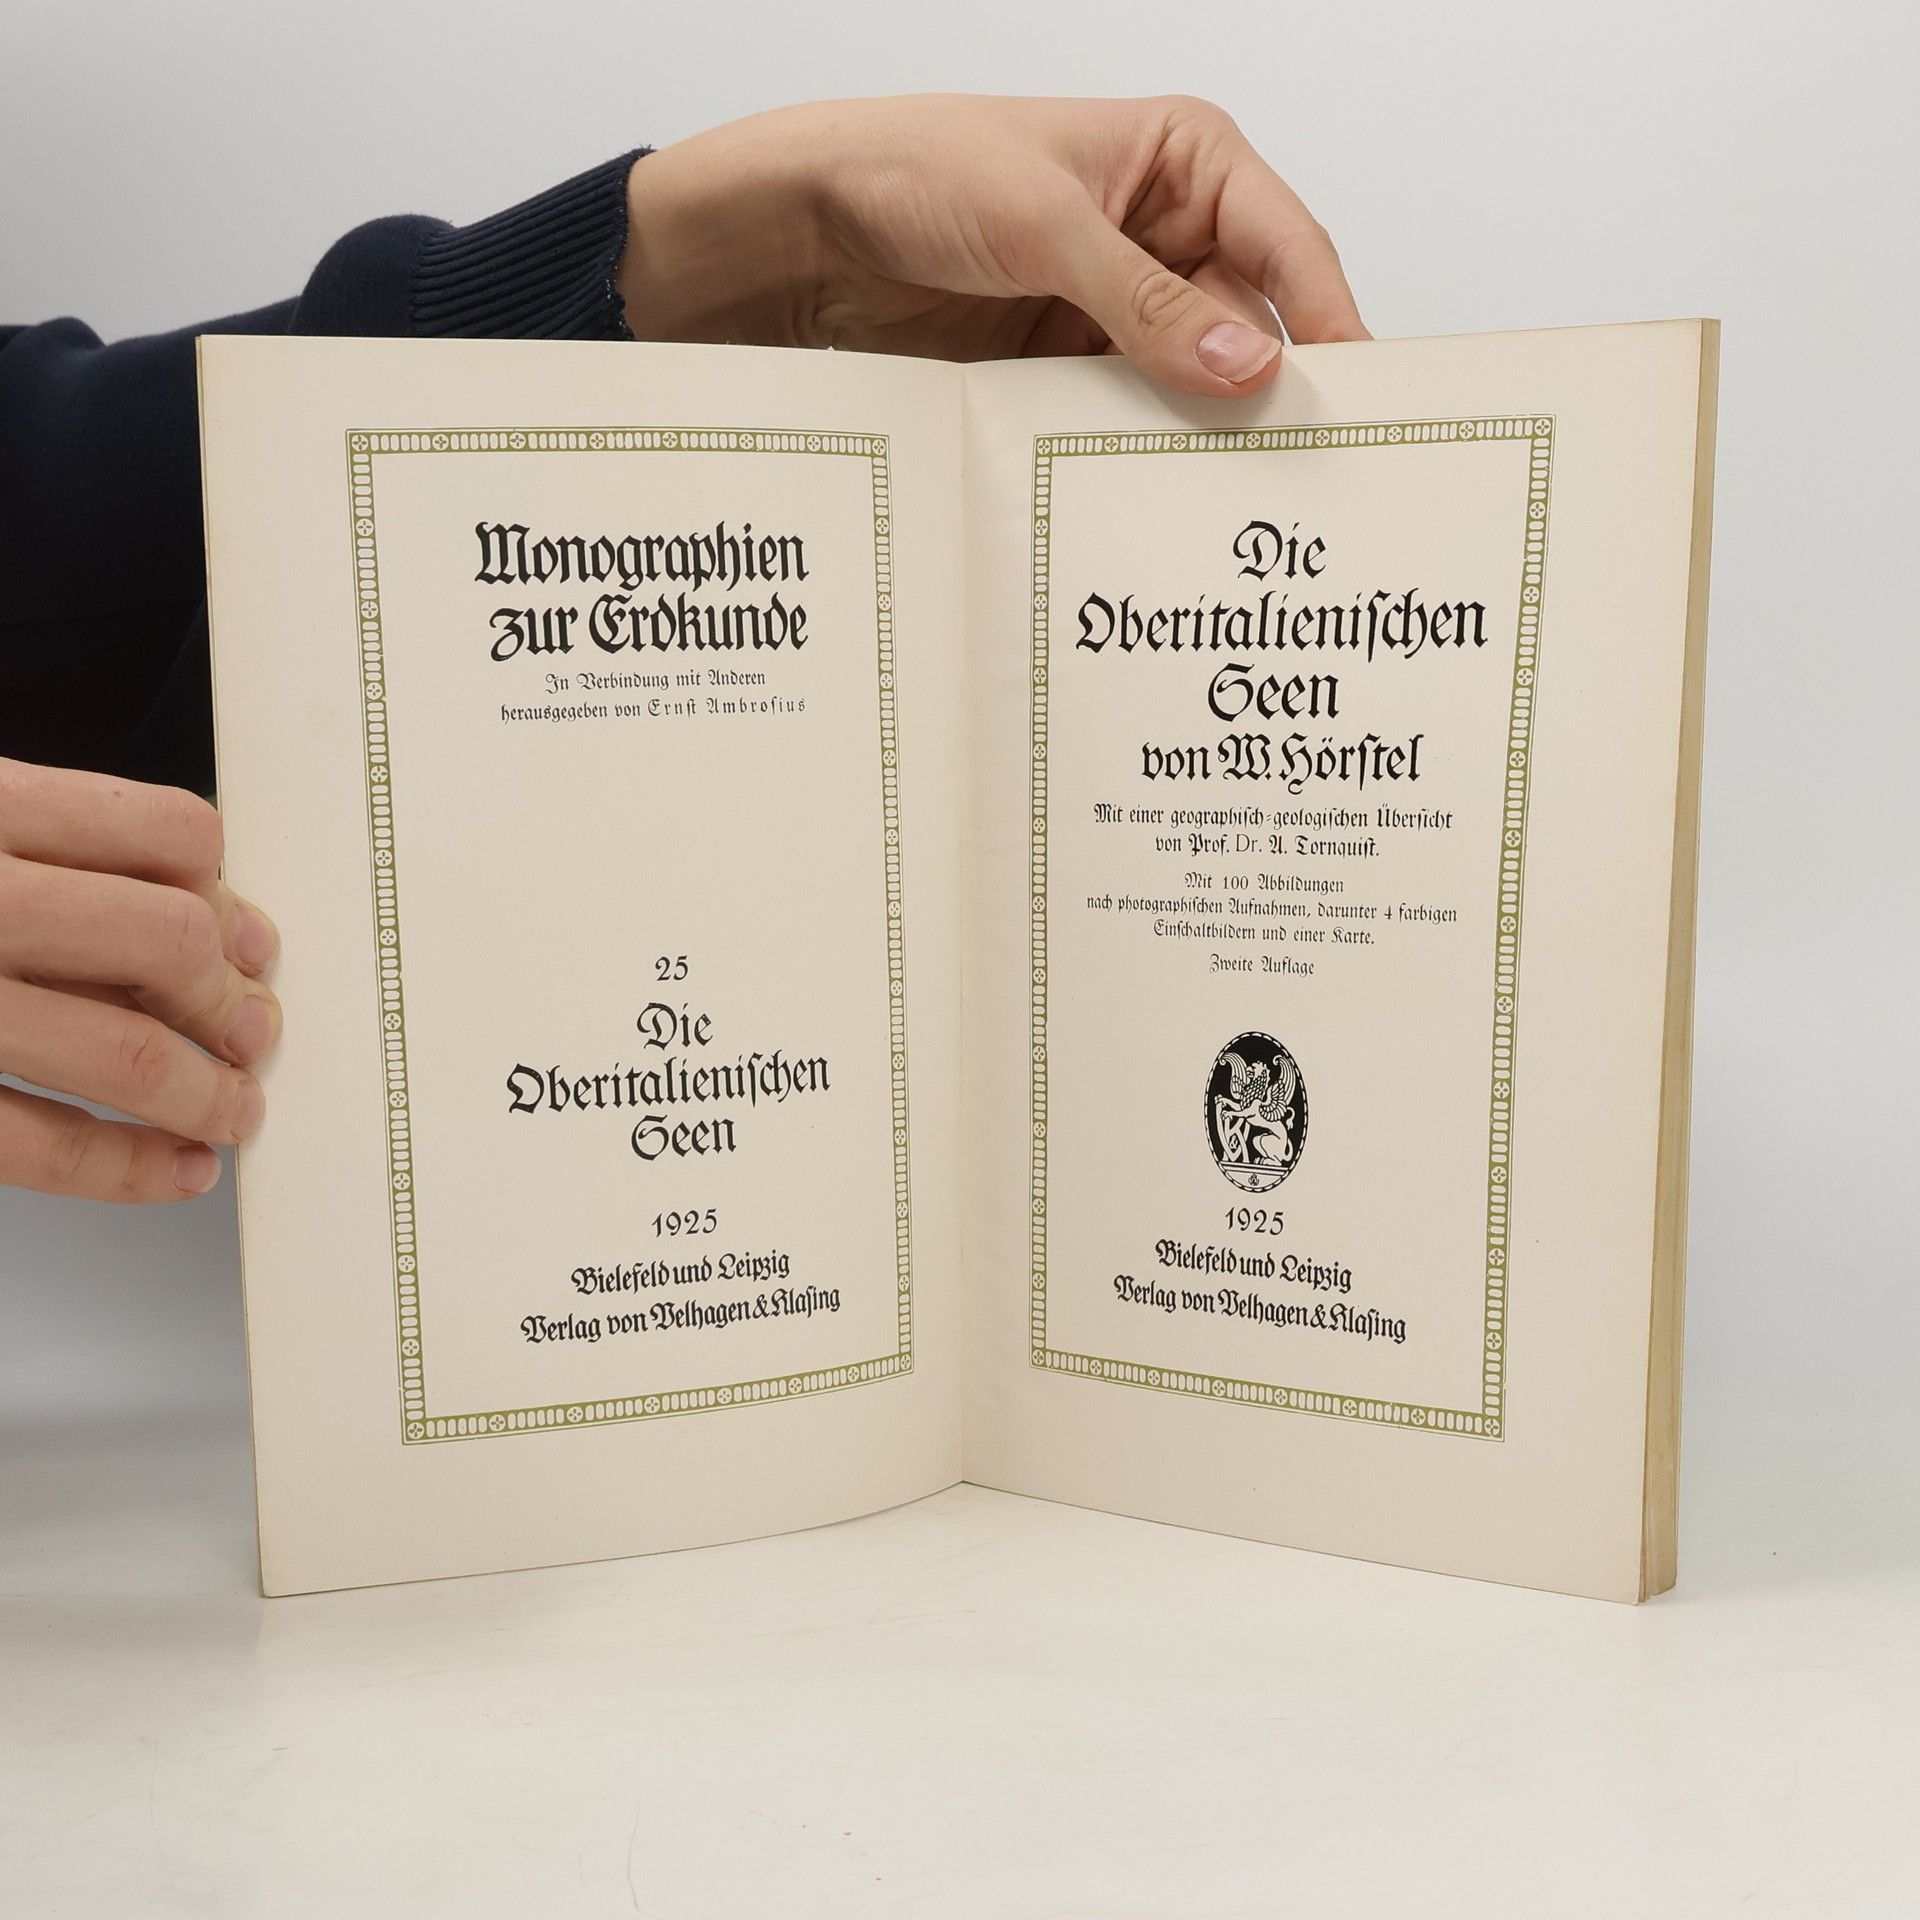 Monographien
zur Erdkunde
In Verbindung mit Anderen
herausgegeben von Ernſt Ambroſius
25
Die
Oberitalieniſchen
Seen
1925
Bielefeld und Leipzig
Verlag von Velhagen & Klaſing
Die
Oberitalieniſchen
Seen
von W. Hörſtel
Mit einer geographiſch-geologiſchen Überſicht
von Prof. Dr. A. Tornquiſt.
Mit 100 Abbildungen
nach photographiſchen Aufnahmen, darunter 4 farbigen
Einſchaltbildern und einer Karte.
Zweite Auflage
V & K
1925
Bielefeld und Leipzig
Verlag von Velhagen & Klaſing